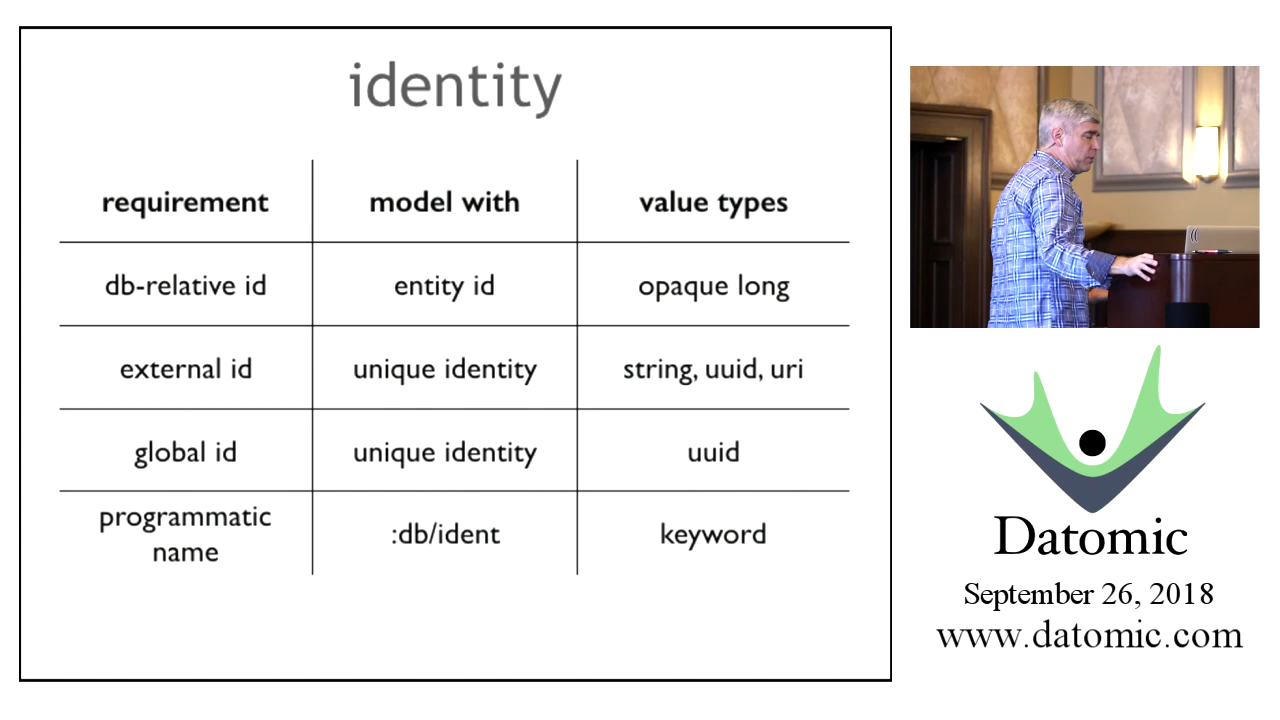 identity
requirement model with value types
db-relative id entity id opaque long
external id unique identity string, uuid, uri
global id unique identity uuid
programmatic name :db/ident keyword
Datomic
September 26, 2018
www.datomic.com